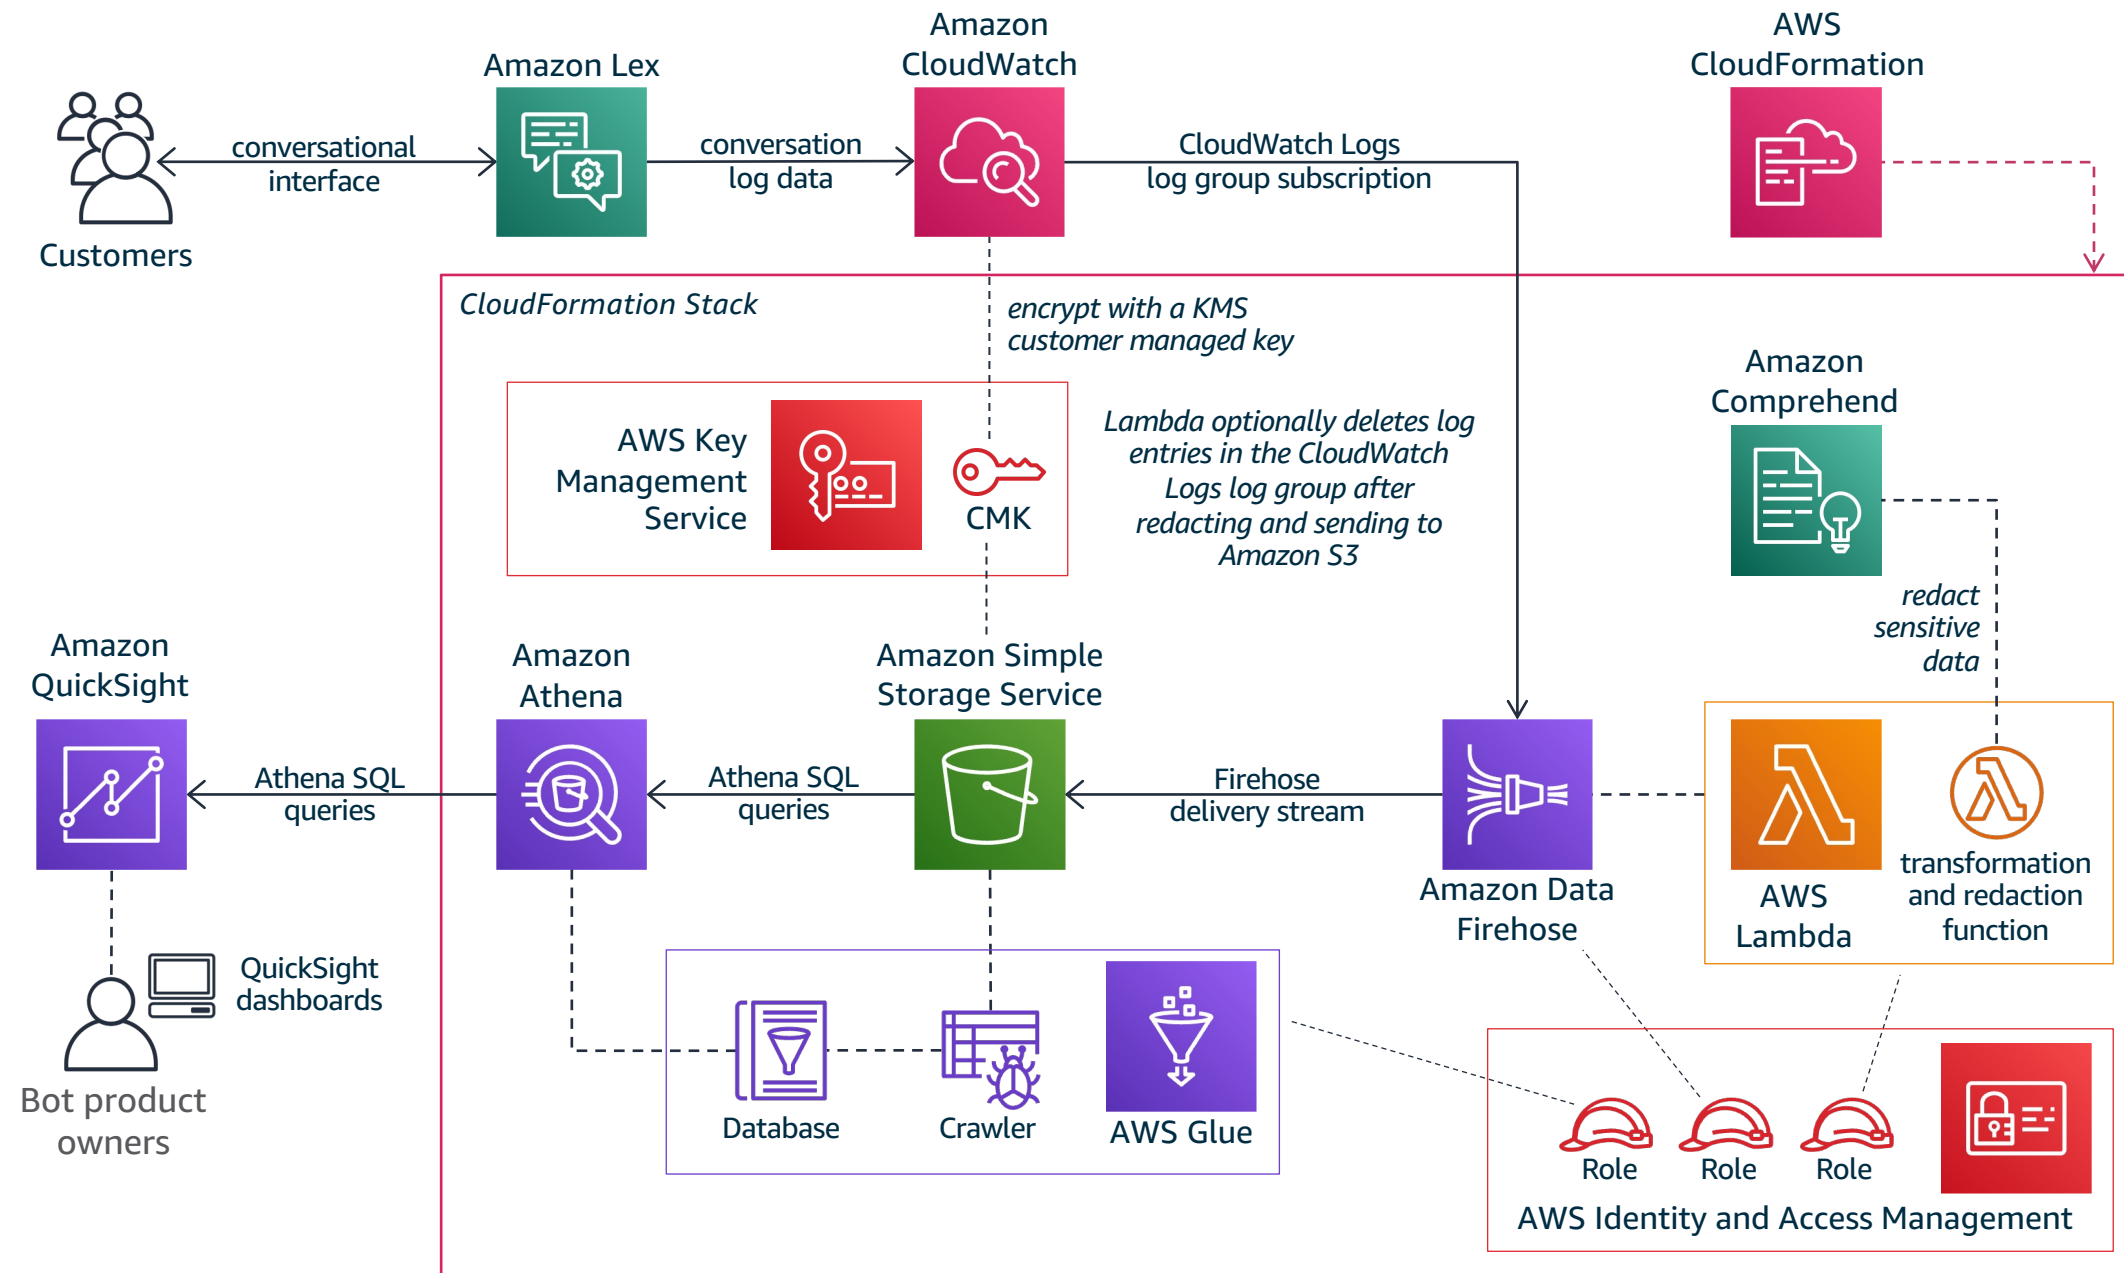 Amazon Lex
Amazon
CloudWatch
AWS
CloudFormation
conversational
interface
conversation
log data
CloudWatch Logs
log group subscription
Customers
CloudFormation Stack
encrypt with a KMS
customer managed key
AWS Key
Management
Service
CMK
Lambda optionally deletes log
entries in the CloudWatch
Logs log group after
redacting and sending to
Amazon S3
Amazon
Comprehend
redact
sensitive
data
Amazon
QuickSight
Amazon
Athena
Amazon Simple
Storage Service
Athena SQL
queries
Athena SQL
queries
Firehose
delivery stream
Amazon Data
Firehose
AWS
Lambda
transformation
and redaction
function
QuickSight
dashboards
Bot product
owners
Database
Crawler
AWS Glue
Role
Role
Role
AWS Identity and Access Management